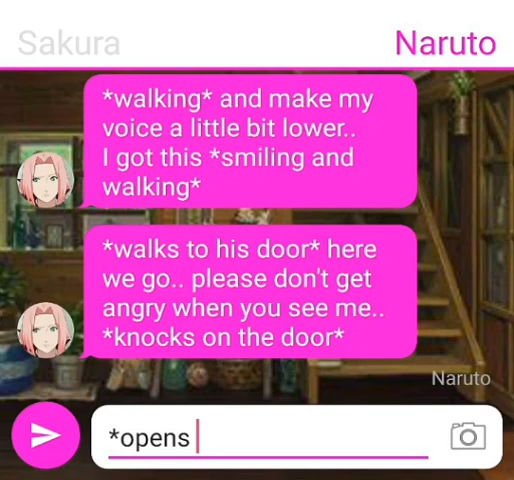 Sakura
Naruto
*walking* and make my
voice a little bit lower..
I got this *smiling and
walking*
*walks to his door* here
we go.. please don't get
angry when you see me..
*knocks on the door*
Naruto
*opens